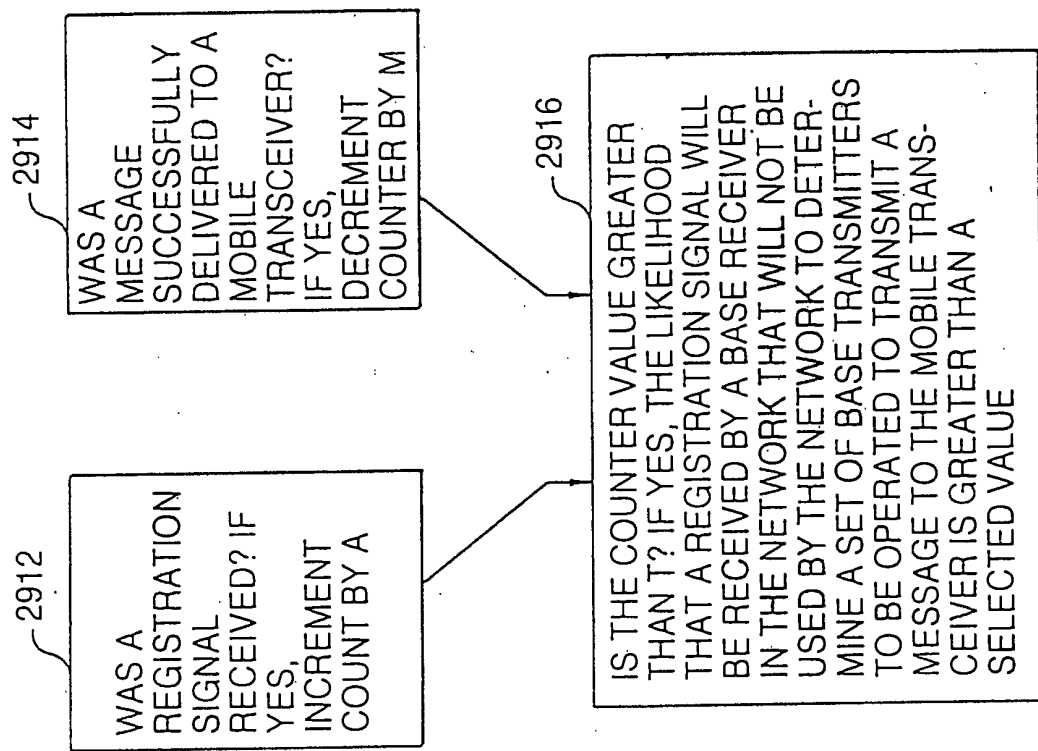 2912
WAS A
REGISTRATION
SIGNAL
RECEIVED? IF
YES,
INCREMENT
COUNT BY A
2914
WAS A
MESSAGE
SUCCESSFULLY
DELIVERED TO A
MOBILE
TRANSCEIVER?
IF YES,
DECREMENT
COUNTER BY M
2916
IS THE COUNTER VALUE GREATER
THAN T? IF YES, THE LIKELIHOOD
THAT A REGISTRATION SIGNAL WILL
BE RECEIVED BY A BASE RECEIVER
IN THE NETWORK THAT WILL NOT BE
USED BY THE NETWORK TO DETER-
MINE A SET OF BASE TRANSMITTERS
TO BE OPERATED TO TRANSMIT A
MESSAGE TO THE MOBILE TRANS-
CEIVER IS GREATER THAN A
SELECTED VALUE